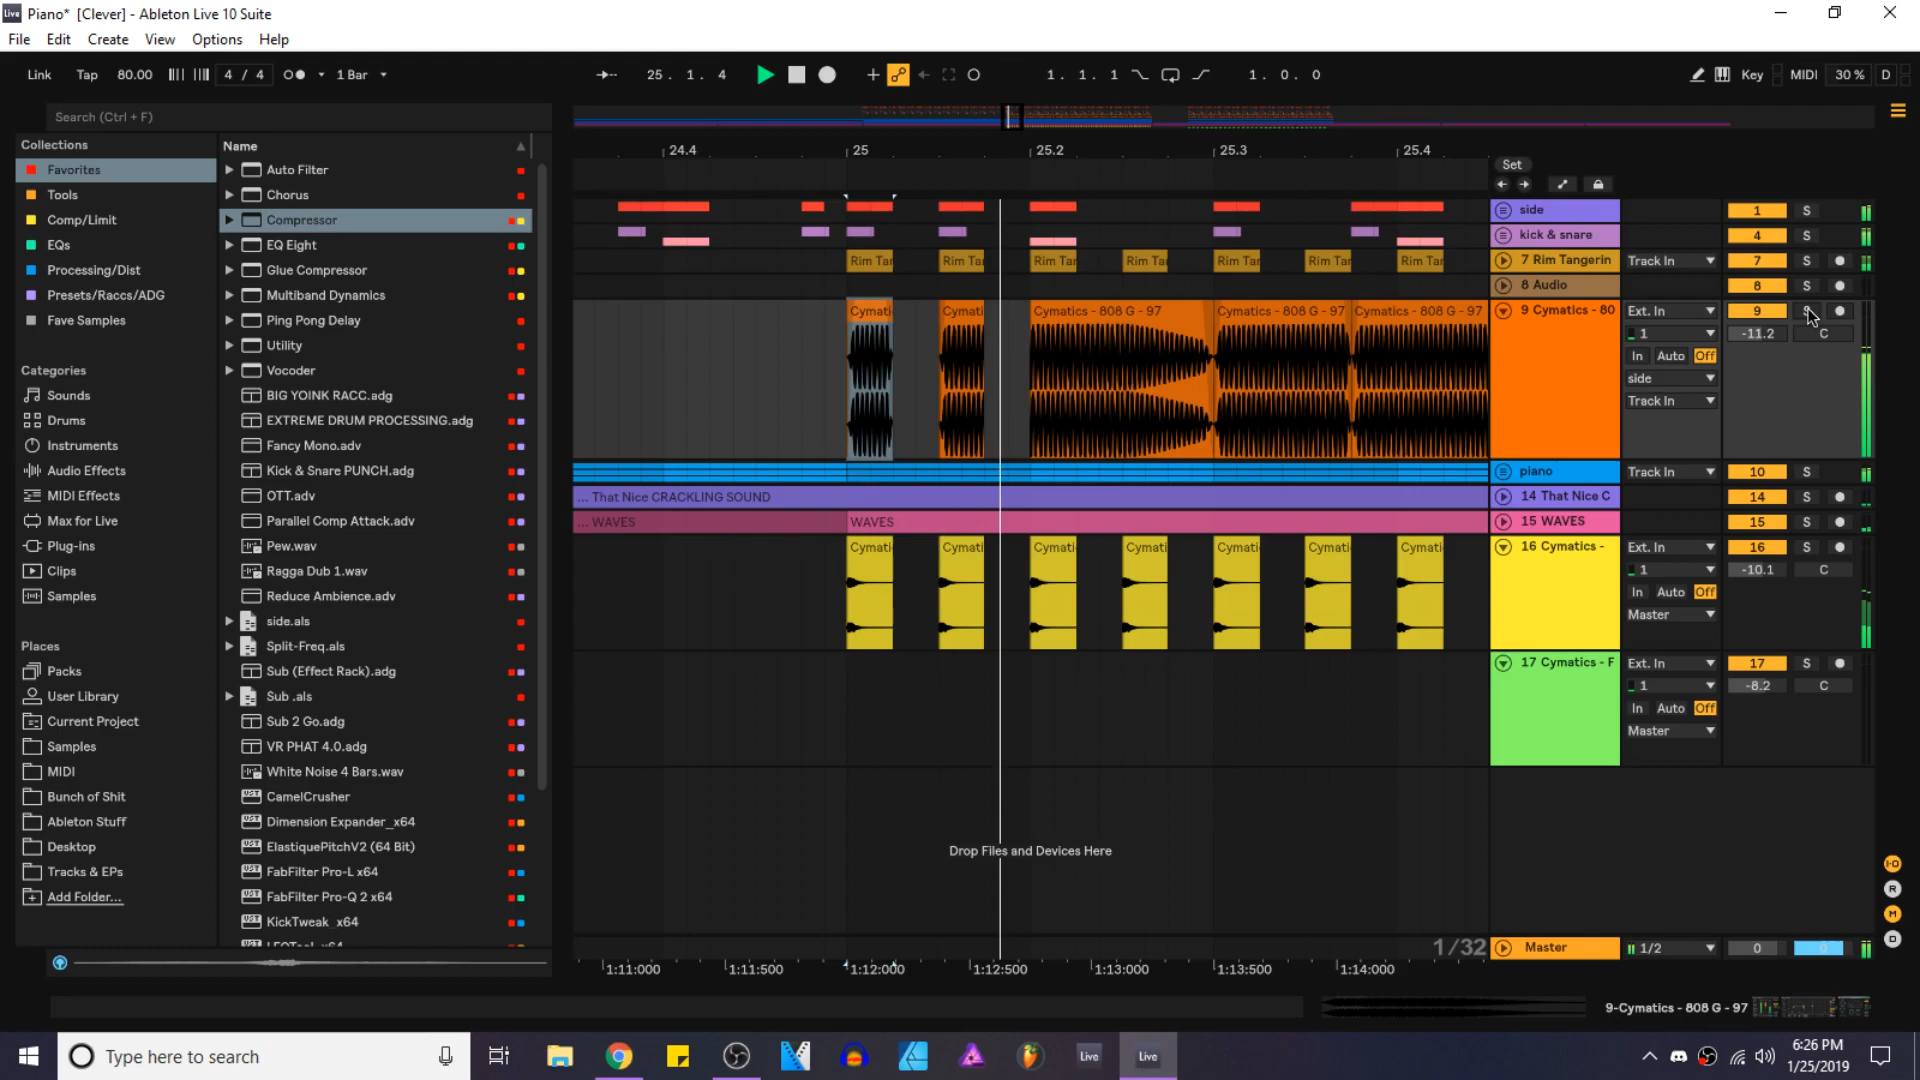 Live Piano* [Clever] - Ableton Live 10 Suite
File Edit Create View Options Help
Link Tap 80.00 4 / 4 1 Bar 25. 1. 4 1. 1. 1 1. 0. 0 Key MIDI 30 % D
Search (Ctrl + F)
Collections
Favorites
Tools
Comp/Limit
EQs
Processing/Dist
Presets/Raccs/ADG
Fave Samples
Categories
Sounds
Drums
Instruments
Audio Effects
MIDI Effects
Max for Live
Plug-ins
Clips
Samples
Places
Packs
User Library
Current Project
Samples
MIDI
Bunch of Shit
Ableton Stuff
Desktop
Tracks & EPs
Add Folder...
Name
Auto Filter
Chorus
Compressor
EQ Eight
Glue Compressor
Multiband Dynamics
Ping Pong Delay
Utility
Vocoder
BIG YOINK RACC.adg
EXTREME DRUM PROCESSING.adg
Fancy Mono.adv
Kick & Snare PUNCH.adg
OTT.adv
Parallel Comp Attack.adv
Pew.wav
Ragga Dub 1.wav
Reduce Ambience.adv
side.als
Split-Freq.als
Sub (Effect Rack).adg
Sub .als
Sub 2 Go.adg
VR PHAT 4.0.adg
White Noise 4 Bars.wav
CamelCrusher
Dimension Expander_x64
ElastiquePitchV2 (64 Bit)
FabFilter Pro-L x64
FabFilter Pro-Q 2 x64
KickTweak_x64
24.4 25 25.2 25.3 25.4
Set
side 1 S
kick & snare 4 S
Rim Tar Rim Tar Rim Tar Rim Tar Rim Tar Rim Tar Rim Tar 7 Rim Tangerin Track In 7 S
8 Audio 8 S
Cymati Cymati Cymatics - 808 G - 97 Cymatics - 808 G - 97 Cymatics - 808 G - 97 9 Cymatics - 80 Ext. In 9 S
1 -11.2 C
In Auto Off
side
Track In
piano Track In 10 S
... That Nice CRACKLING SOUND 14 That Nice C 14 S
... WAVES WAVES 15 WAVES 15 S
Cymati Cymati Cymati Cymati Cymati Cymati Cymati 16 Cymatics - Ext. In 16 S
1 -10.1 C
In Auto Off
Master
17 Cymatics - F Ext. In 17 S
1 -8.2 C
In Auto Off
Master
Drop Files and Devices Here
1/32 Master 1/2 0 0
1:11:000 1:11:500 1:12:000 1:12:500 1:13:000 1:13:500 1:14:000
I-O
R
M
D
9-Cymatics - 808 G - 97
Type here to search Live Live 6:26 PM
1/25/2019